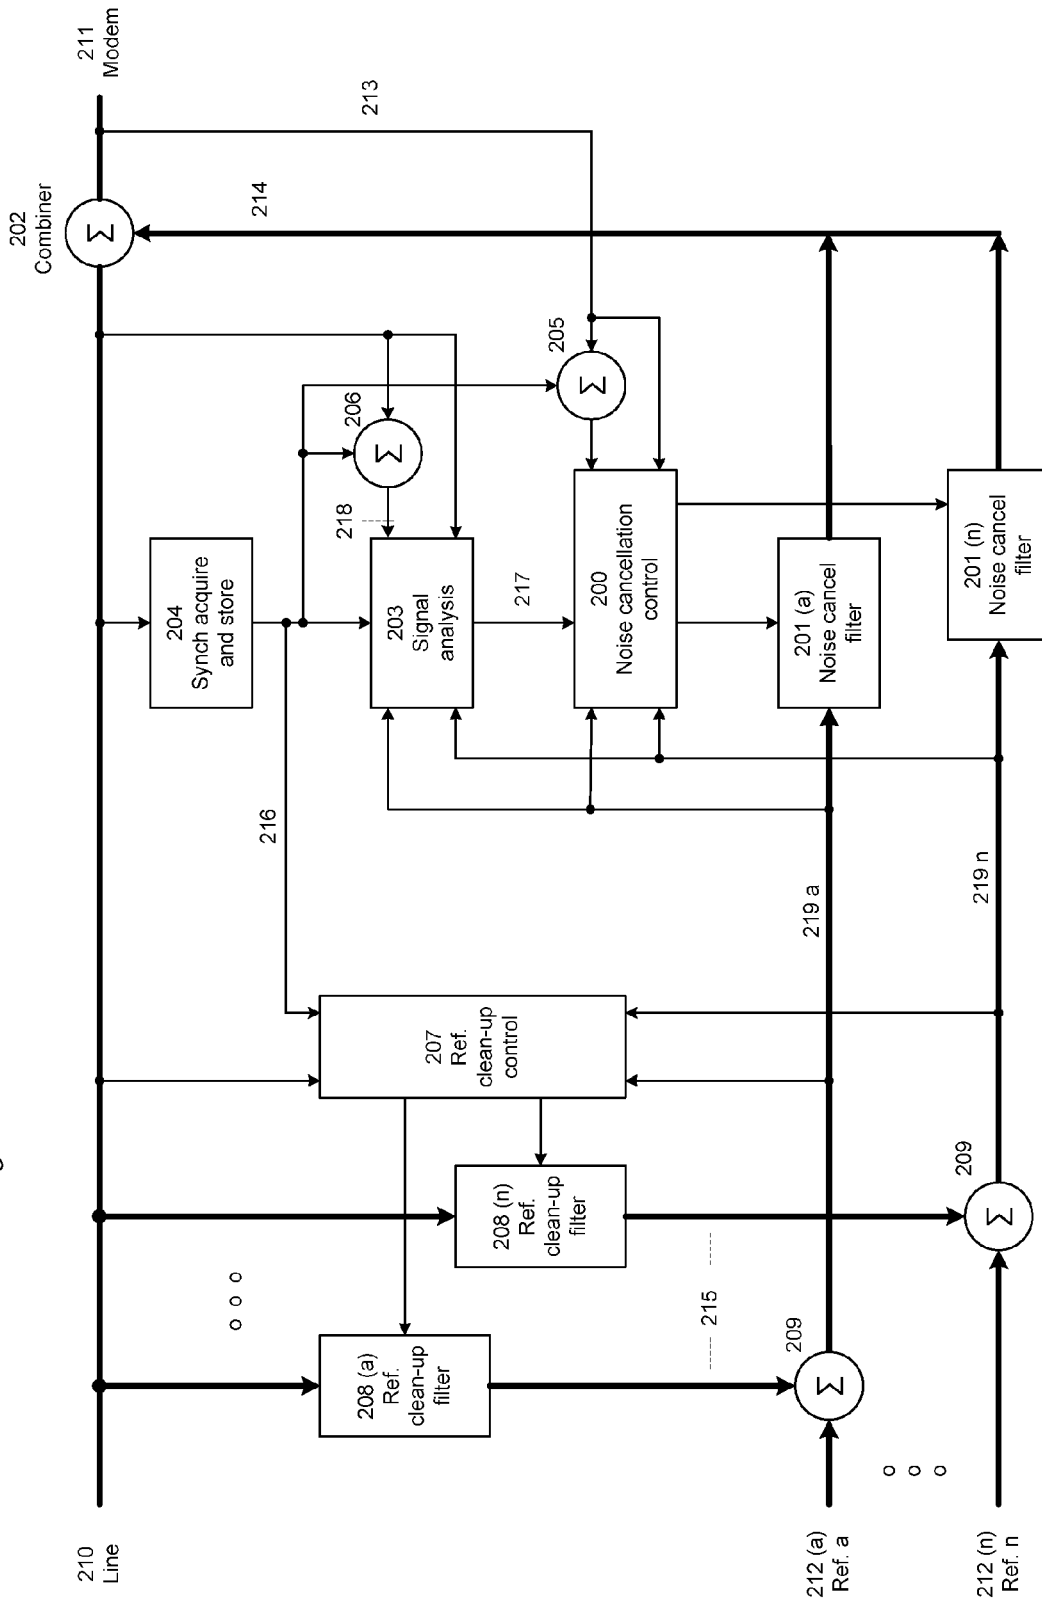 210
Line
202
Combiner
211
Modem
Σ
213
214
204
Synch acquire
and store
206
Σ
205
Σ
218
203
Signal
analysis
217
200
Noise cancellation
control
201 (a)
Noise cancel
filter
201 (n)
Noise cancel
filter
216
207
Ref.
clean-up
control
219 a
219 n
208 (a)
Ref.
clean-up
filter
208 (n)
Ref.
clean-up
filter
215
209
Σ
209
Σ
212 (a)
Ref. a
212 (n)
Ref. n